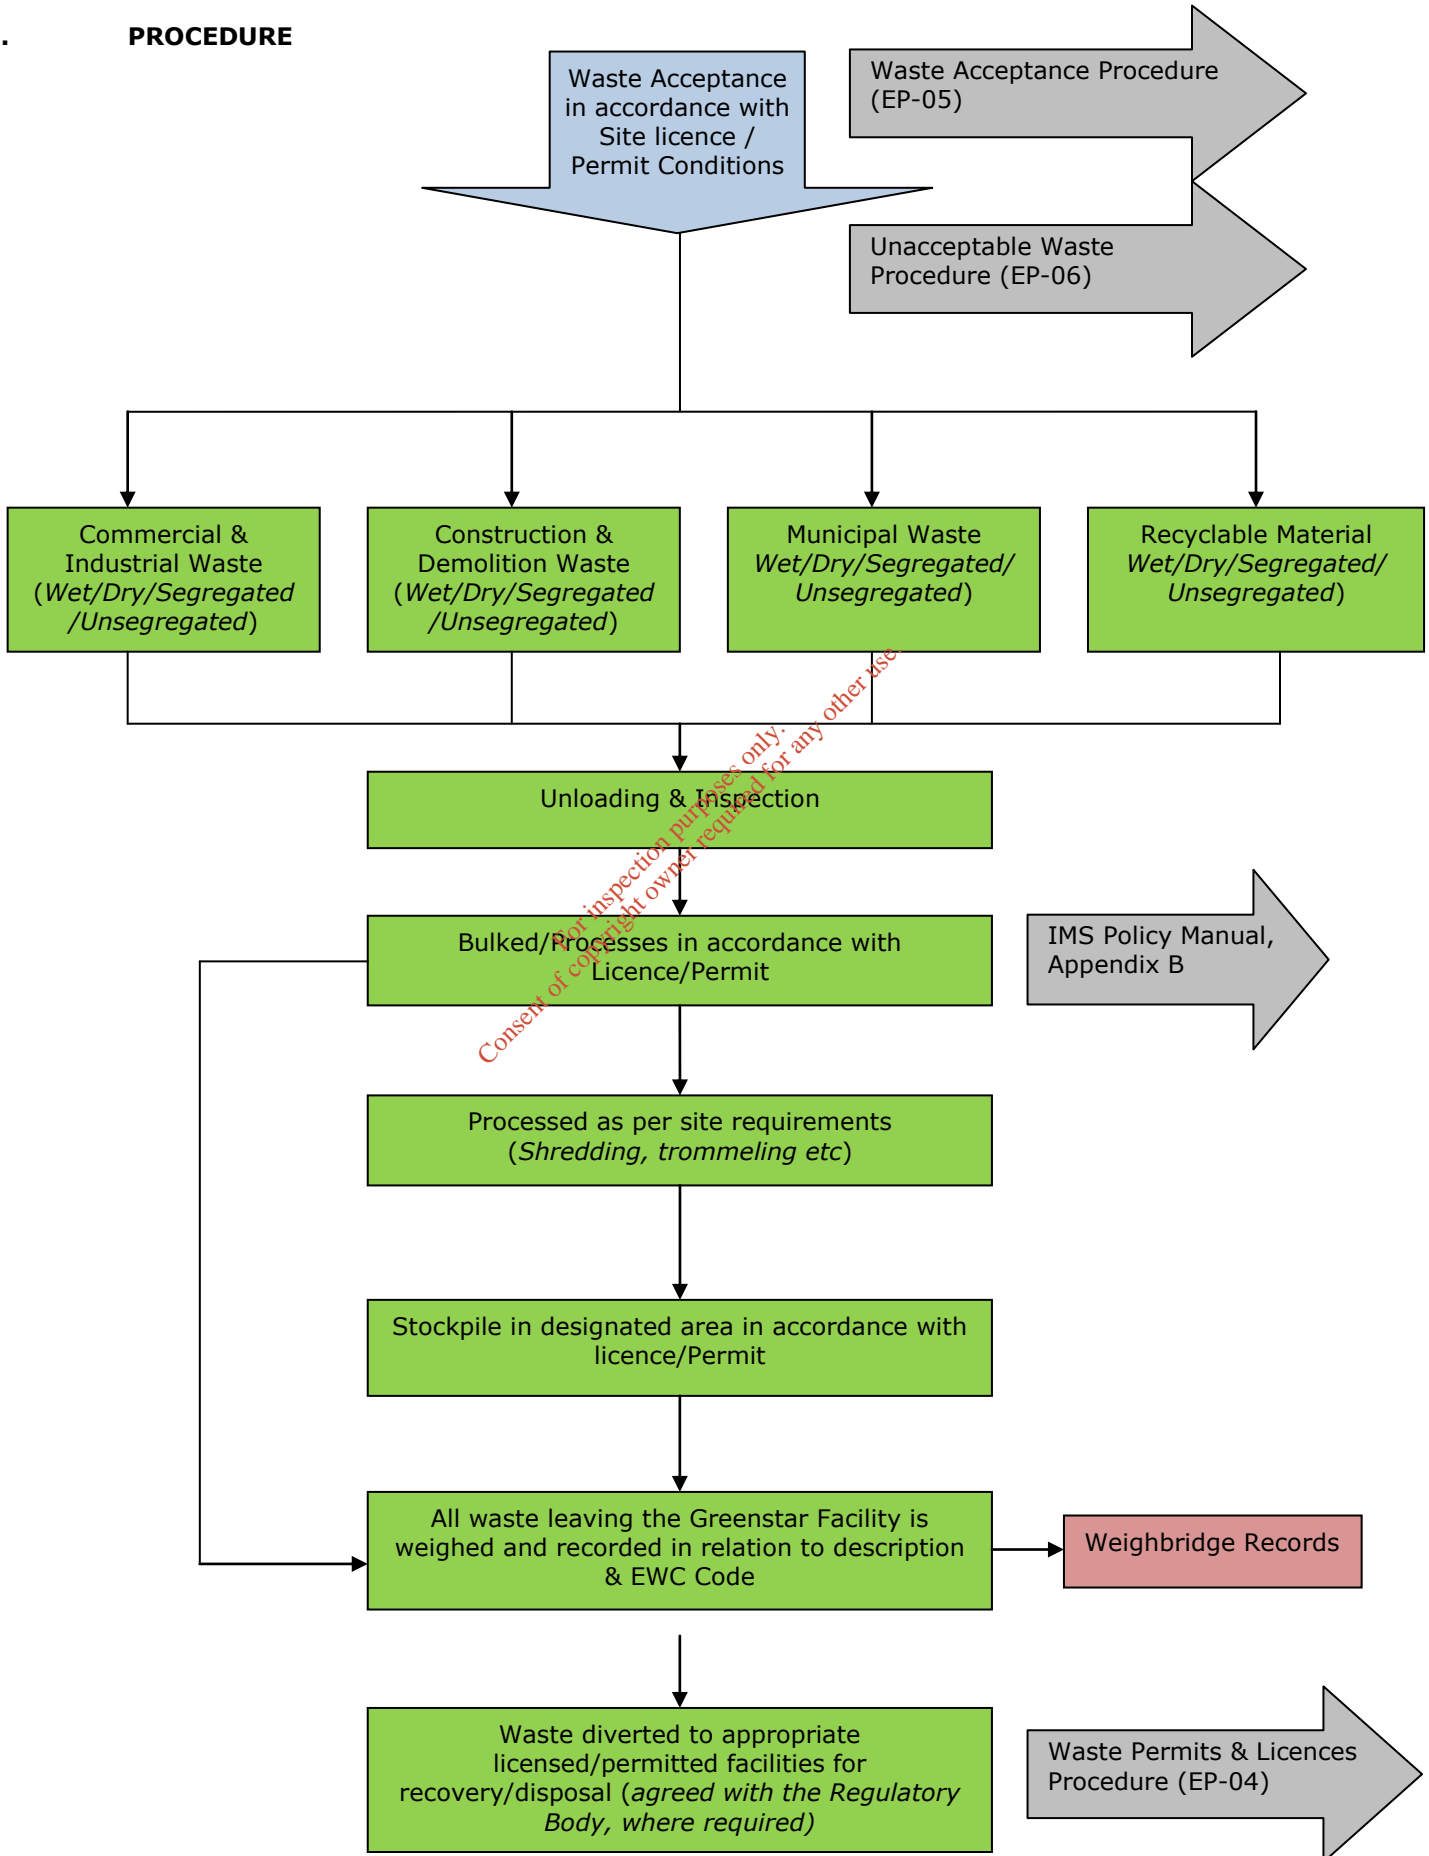 . PROCEDURE
Waste Acceptance
in accordance with
Site licence /
Permit Conditions
Waste Acceptance Procedure
(EP-05)
Unacceptable Waste
Procedure (EP-06)
Commercial &
Industrial Waste
(Wet/Dry/Segregated
/Unsegregated)
Construction &
Demolition Waste
(Wet/Dry/Segregated
/Unsegregated)
Municipal Waste
Wet/Dry/Segregated/
Unsegregated)
Recyclable Material
Wet/Dry/Segregated/
Unsegregated)
For inspection purposes only.
Consent of copyright owner required for any other use.
Unloading & Inspection
Bulked/Processes in accordance with
Licence/Permit
IMS Policy Manual,
Appendix B
Processed as per site requirements
(Shredding, trommeling etc)
Stockpile in designated area in accordance with
licence/Permit
All waste leaving the Greenstar Facility is
weighed and recorded in relation to description
& EWC Code
Weighbridge Records
Waste diverted to appropriate
licensed/permitted facilities for
recovery/disposal (agreed with the Regulatory
Body, where required)
Waste Permits & Licences
Procedure (EP-04)